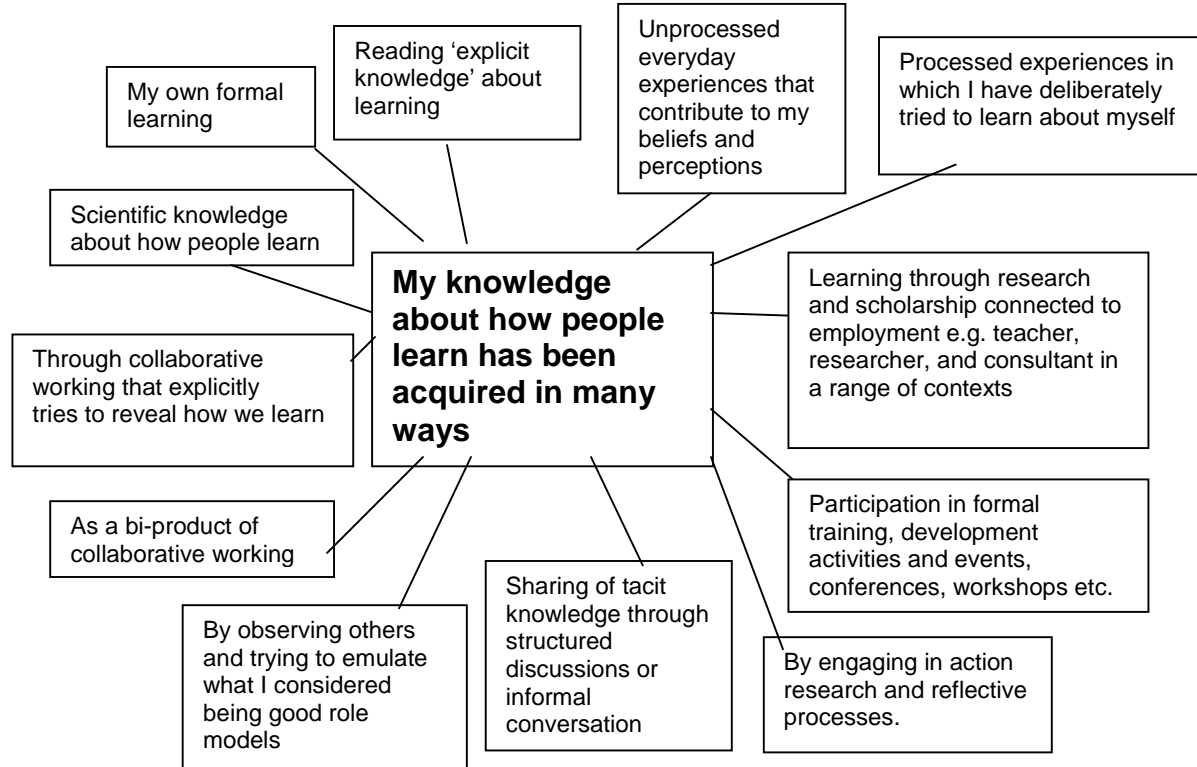 My own formal
learning
Reading ‘explicit
knowledge’ about
learning
Unprocessed
everyday
experiences that
contribute to my
beliefs and
perceptions
Processed experiences in
which I have deliberately
tried to learn about myself
Scientific knowledge
about how people learn
My knowledge
about how people
learn has been
acquired in many
ways
Learning through research
and scholarship connected to
employment e.g. teacher,
researcher, and consultant in
a range of contexts
Through collaborative
working that explicitly
tries to reveal how we learn
As a bi-product of
collaborative working
Participation in formal
training, development
activities and events,
conferences, workshops etc.
By observing others
and trying to emulate
what I considered
being good role
models
Sharing of tacit
knowledge through
structured
discussions or
informal
conversation
By engaging in action
research and reflective
processes.